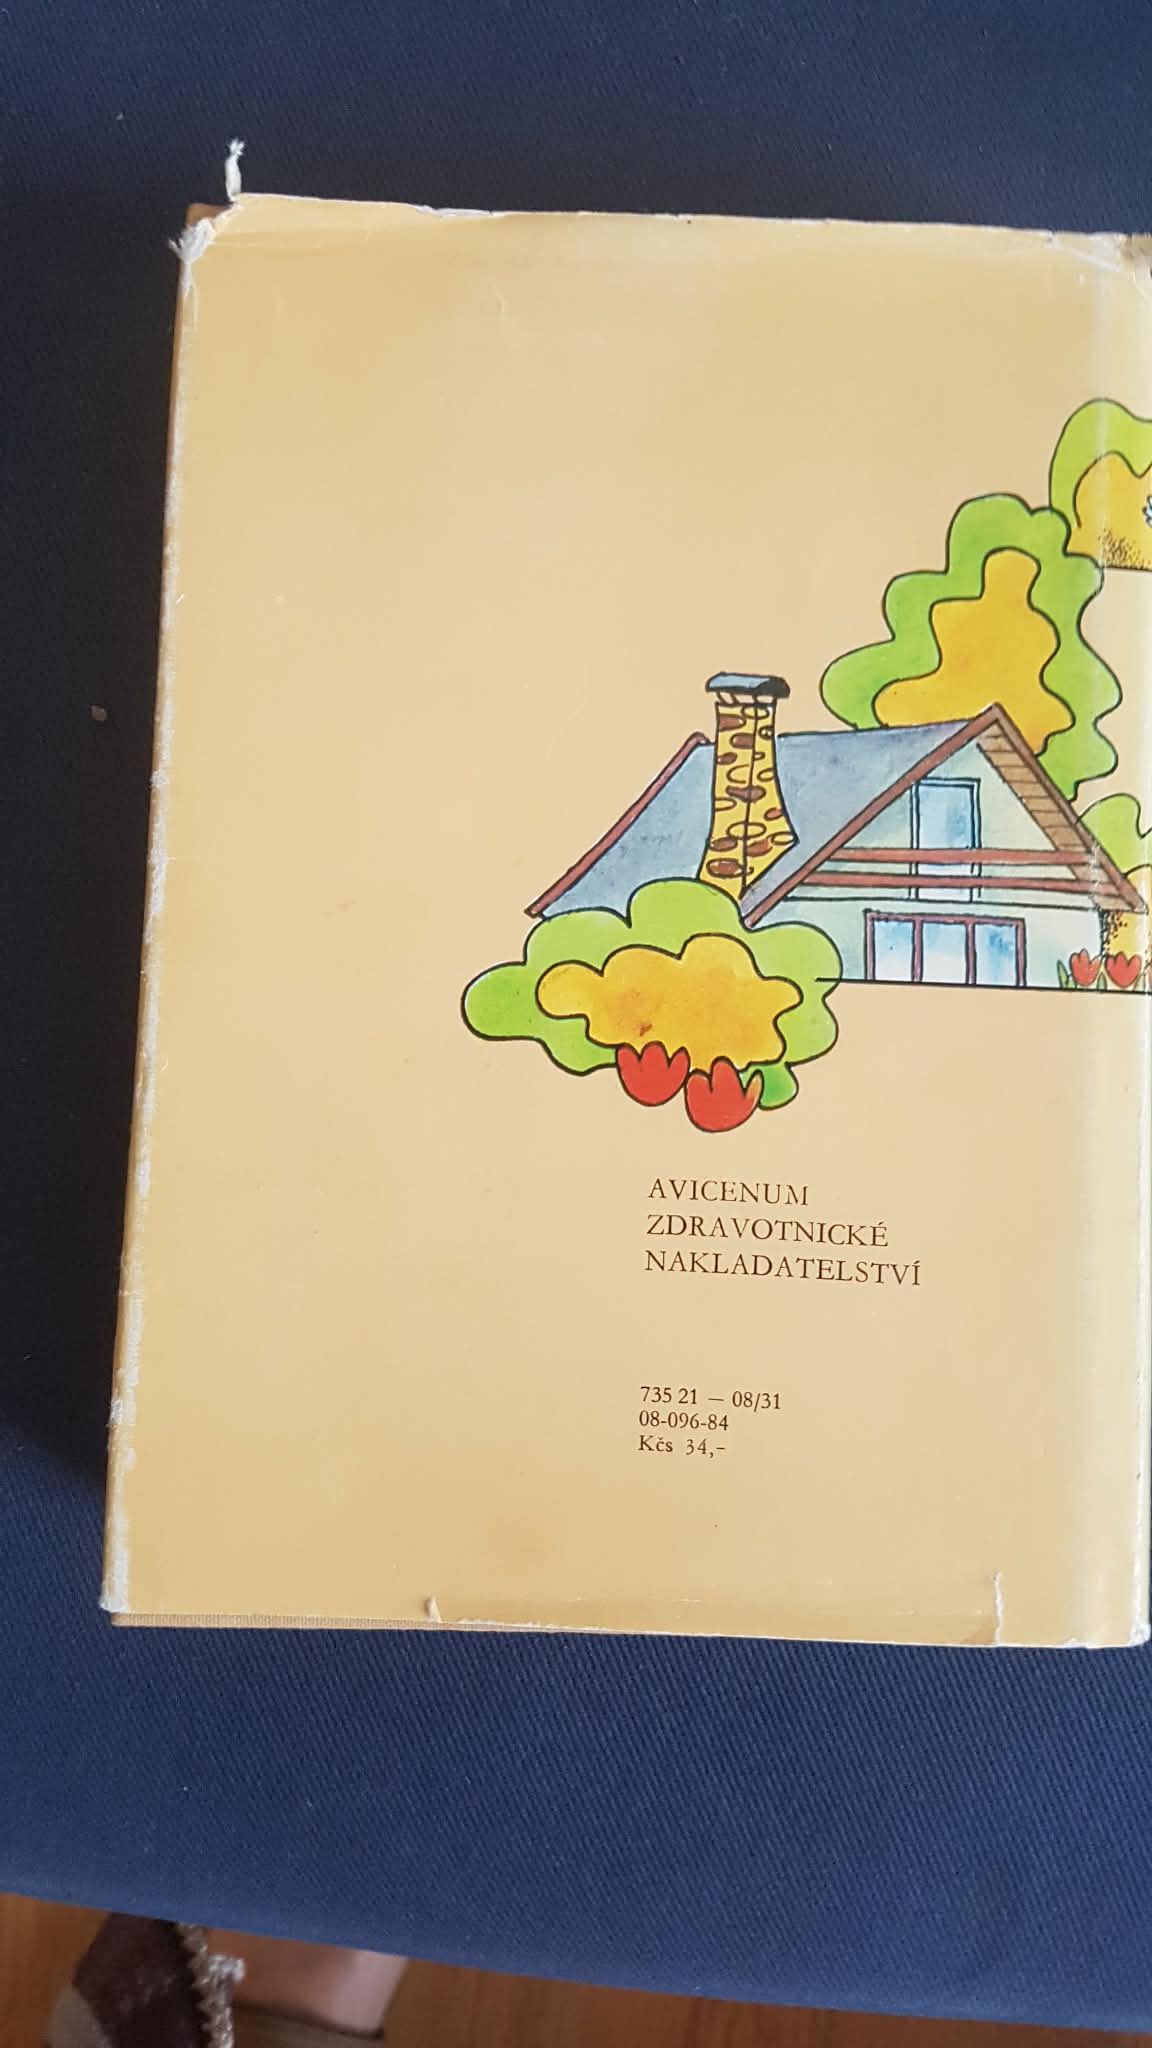 AVICENUM
ZDRAVOTNICKÉ
NAKLADATELSTVÍ
735 21 — 08/31
08-096-84
Kčs 34,-